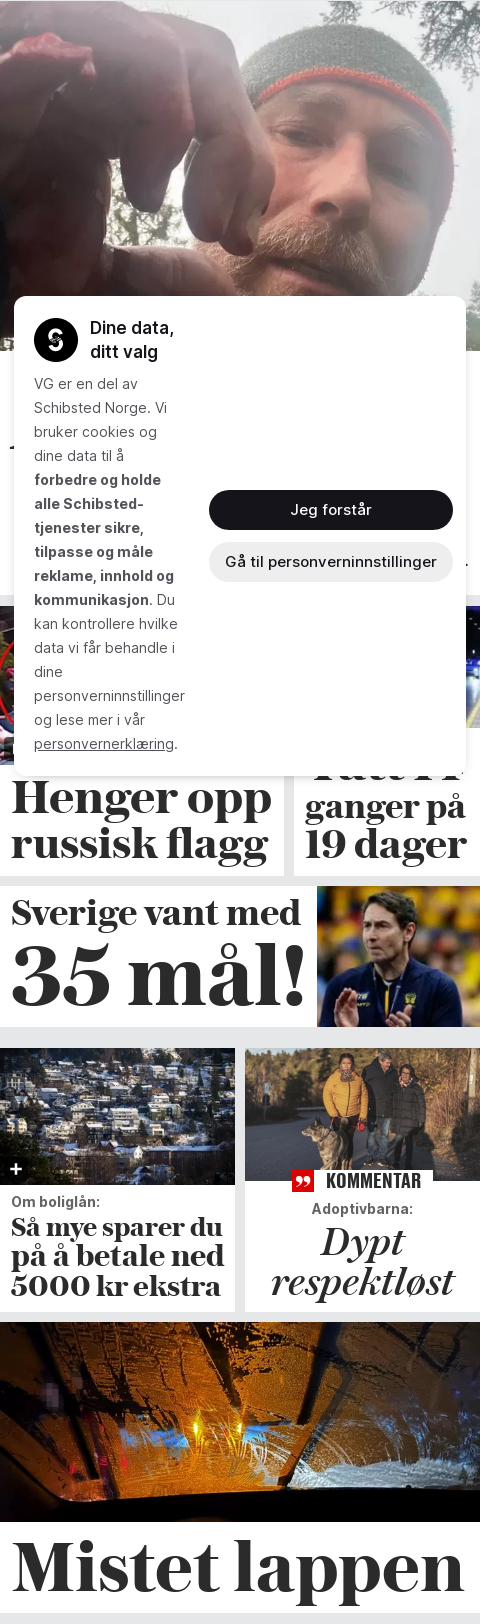 Dine data,
ditt valg
VG er en del av
Schibsted Norge. Vi
bruker cookies og
dine data til å
forbedre og holde
alle Schibsted-
tjenester sikre,
tilpasse og måle
reklame, innhold og
kommunikasjon. Du
kan kontrollere hvilke
data vi får behandle i
dine
personverninnstillinger
og lese mer i vår
personvernerklæring.
Jeg forstår
Gå til personverninnstillinger
Henger opp
russisk flagg
ganger på
19 dager
Sverige vant med
35 mål!
Om boliglån:
Så mye sparer du
på å betale ned
5000 kr ekstra
KOMMENTAR
Adoptivbarna:
Dypt
respektløst
Mistet lappen